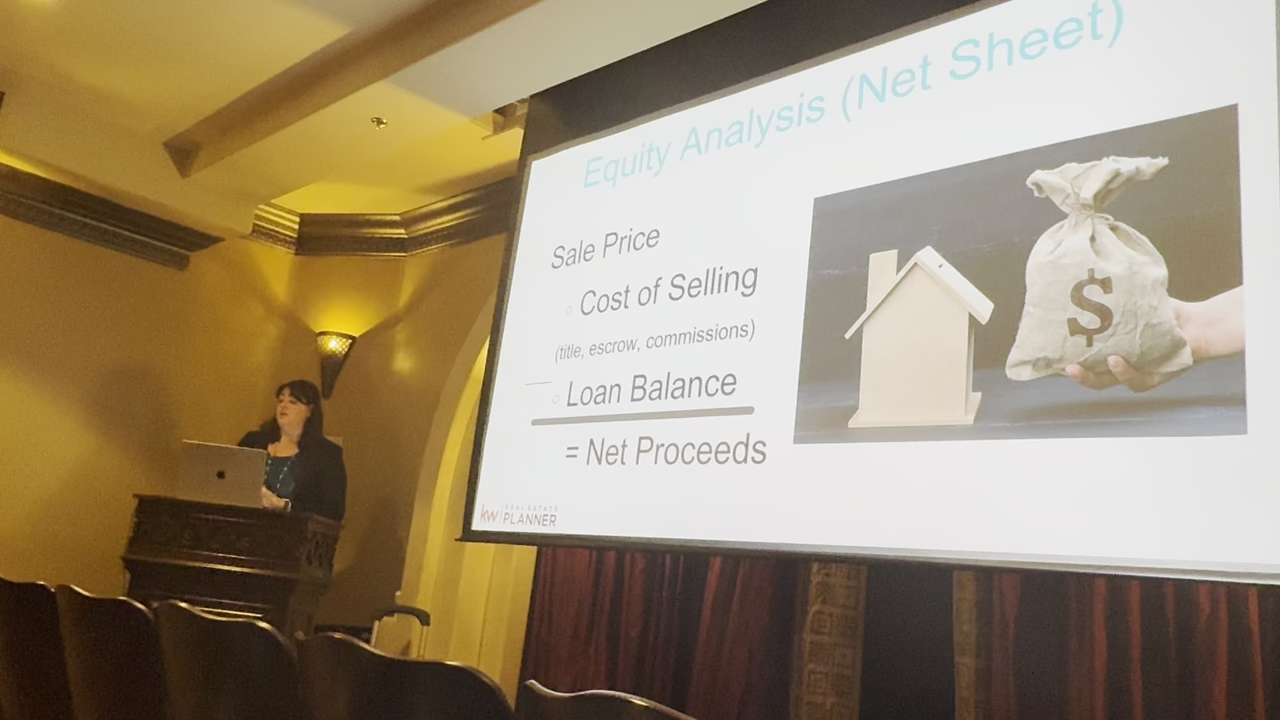 Equity Analysis (Net Sheet)
Sale Price
Cost of Selling
(title, escrow, commissions)
Loan Balance
= Net Proceeds
$
kw REAL ESTATE
PLANNER